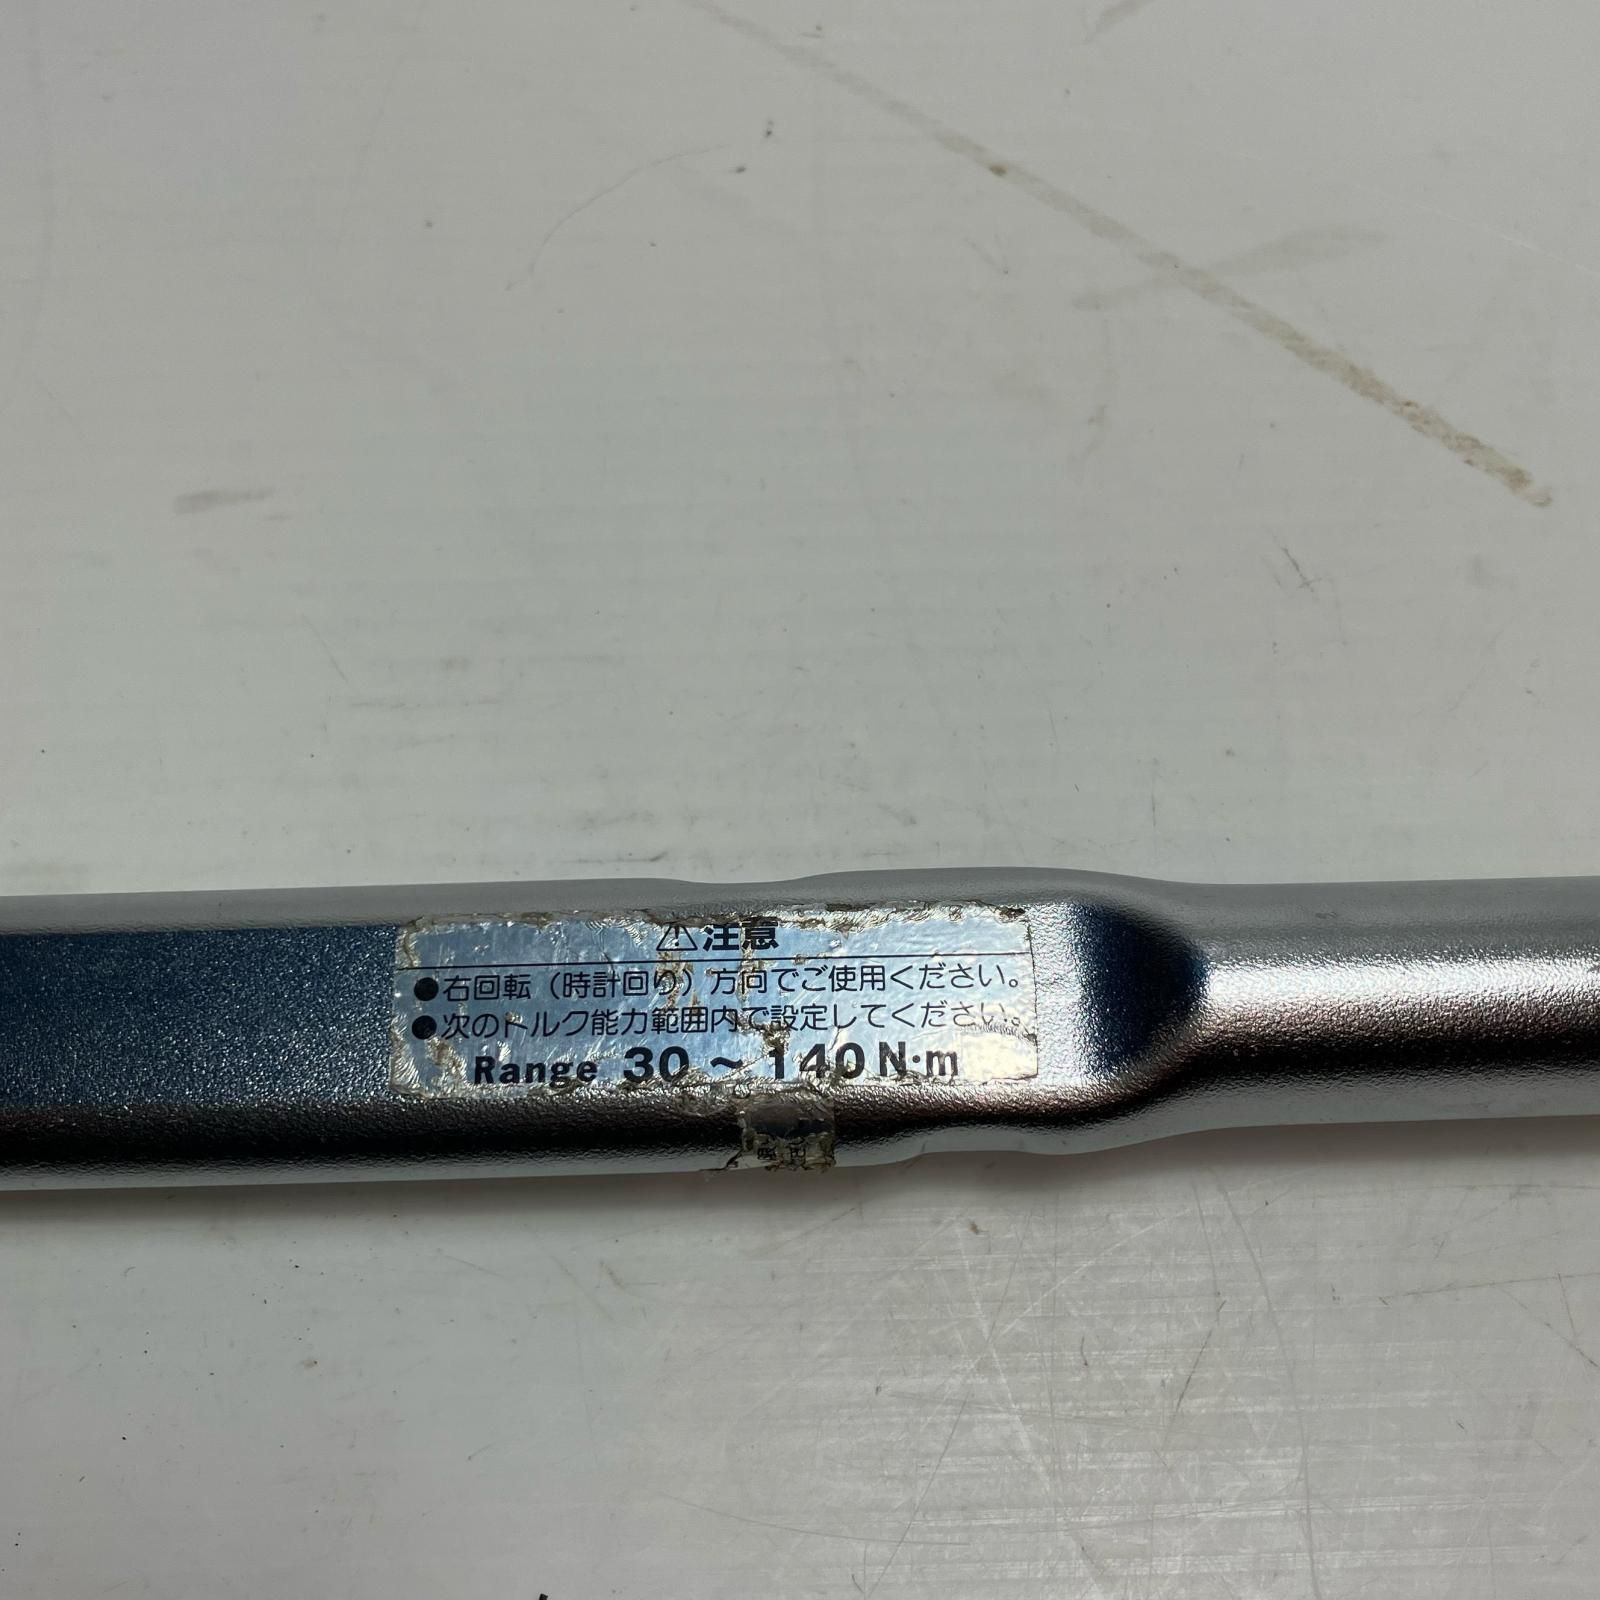 ⚠注意
●右回転（時計回り）方向でご使用ください。
●次のトルク能力範囲内で設定してください。
Range 30 ~ 140 N·m